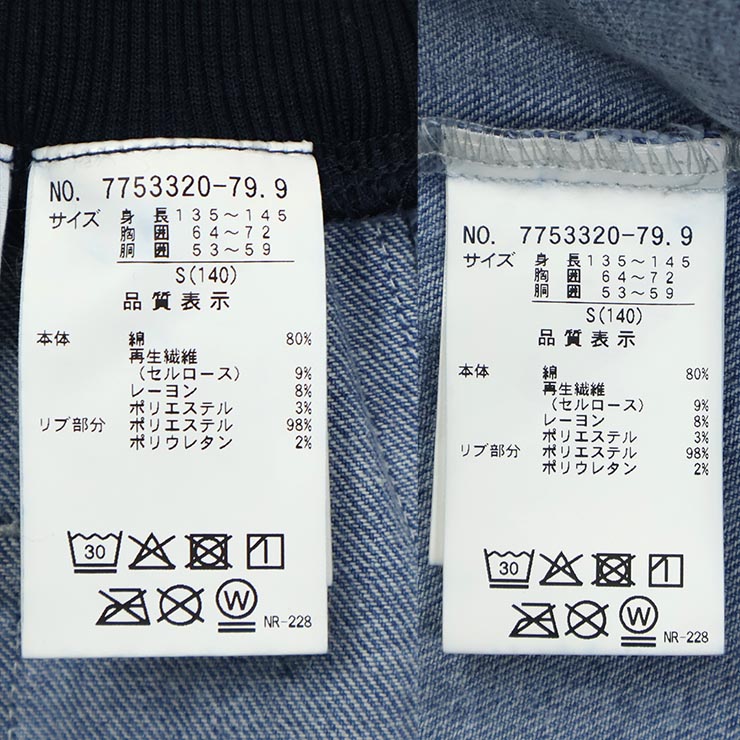 NO. 7753320-79.9
サイズ 身長 135～145
胸囲 64～72
胴囲 53～59
S(140)
品質表示
本体 綿 80%
再生繊維
(セルロース) 9%
レーヨン 8%
ポリエステル 3%
リブ部分 ポリエステル 98%
ポリウレタン 2%
30
W
NR-228
NO. 7753320-79.9
サイズ 身長 135～145
胸囲 64～72
胴囲 53～59
S(140)
品質表示
本体 綿 80%
再生繊維
(セルロース) 9%
レーヨン 8%
ポリエステル 3%
リブ部分 ポリエステル 98%
ポリウレタン 2%
30
W
NR-228